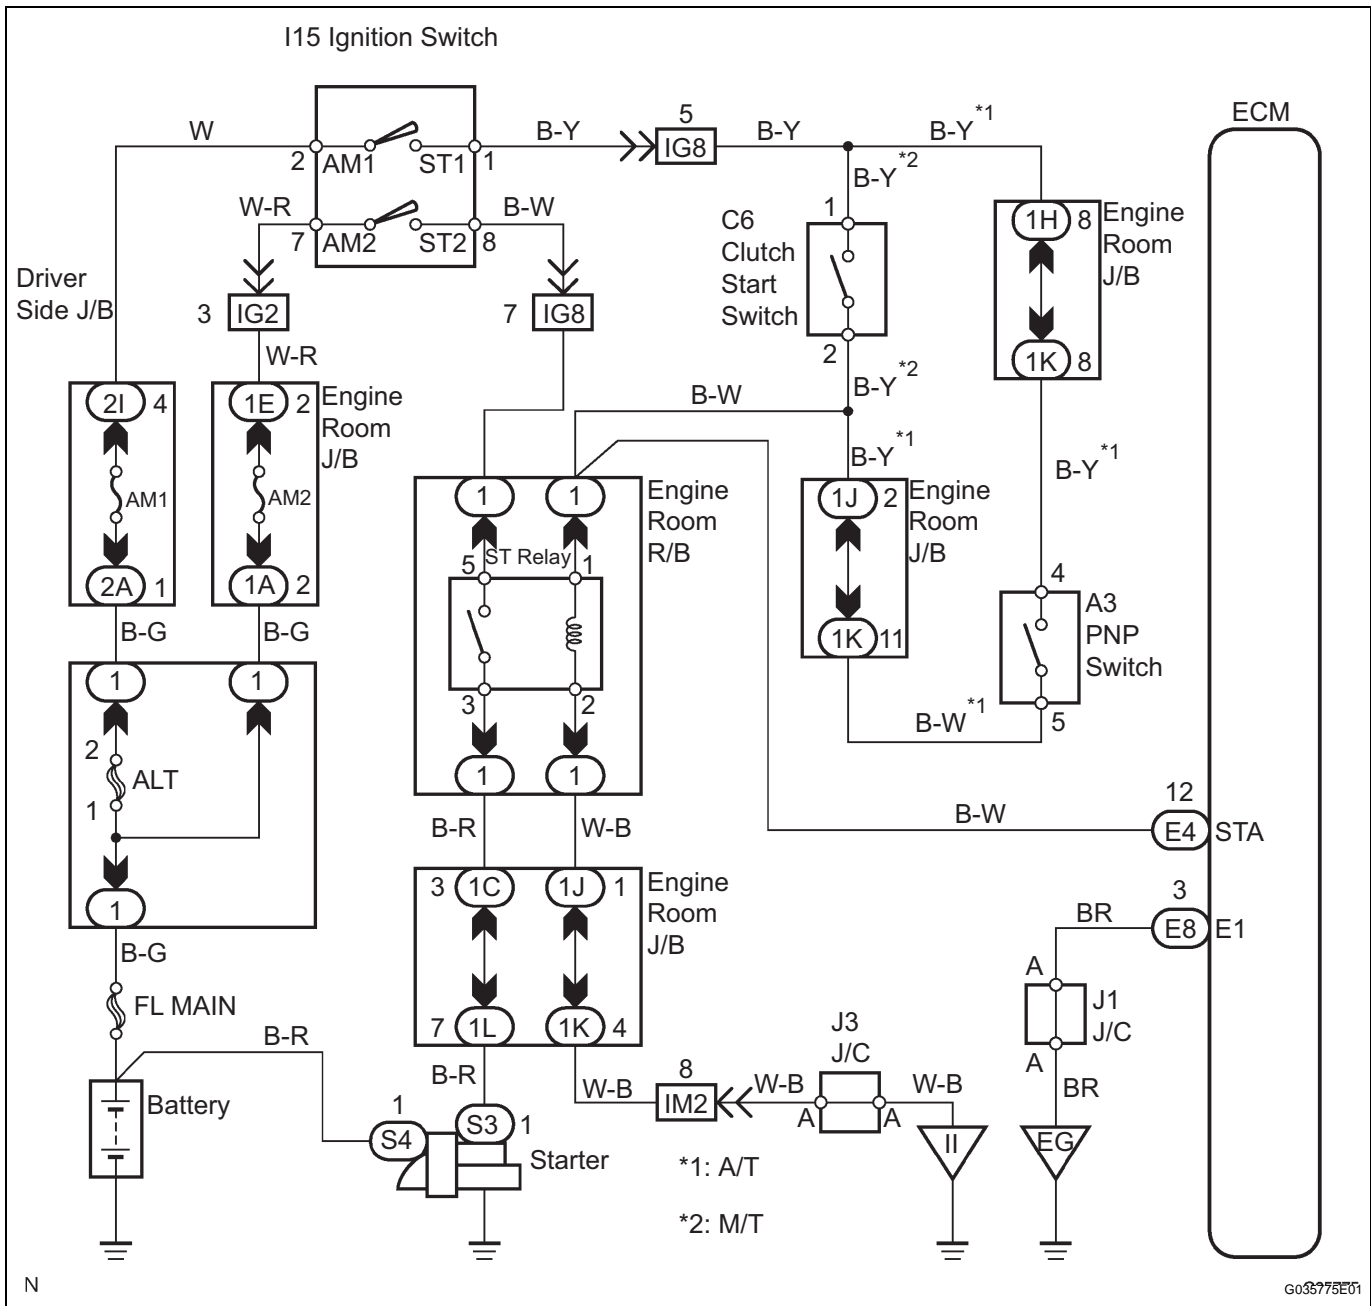 I15 Ignition Switch
ECM
W
2
AM1
ST1
1
B-Y
5
IG8
B-Y
B-Y*1
W-R
7
AM2
ST2
8
B-W
B-Y*2
Driver
Side J/B
3
IG2
7
IG8
C6
Clutch
Start
Switch
1
2
1H
8
Engine
Room
J/B
1K
8
W-R
B-Y*2
B-W
2I
4
1E
2
Engine
Room
J/B
AM1
AM2
2A
1
1A
2
B-Y*1
B-Y*1
1
1
Engine
Room
R/B
5
ST Relay
1
3
2
1
1
1J
2
Engine
Room
J/B
1K
11
4
A3
PNP
Switch
5
B-W*1
B-G
B-G
1
1
2
ALT
1
1
B-R
W-B
B-W
12
E4
STA
3
1C
1J
1
Engine
Room
J/B
7
1L
1K
4
3
E8
E1
BR
B-G
FL MAIN
B-R
A
J1
J/C
A
BR
J3
J/C
B-R
W-B
8
IM2
W-B
A
A
W-B
Battery
1
S4
S3
1
Starter
II
EG
*1: A/T
*2: M/T
N
G035775E01